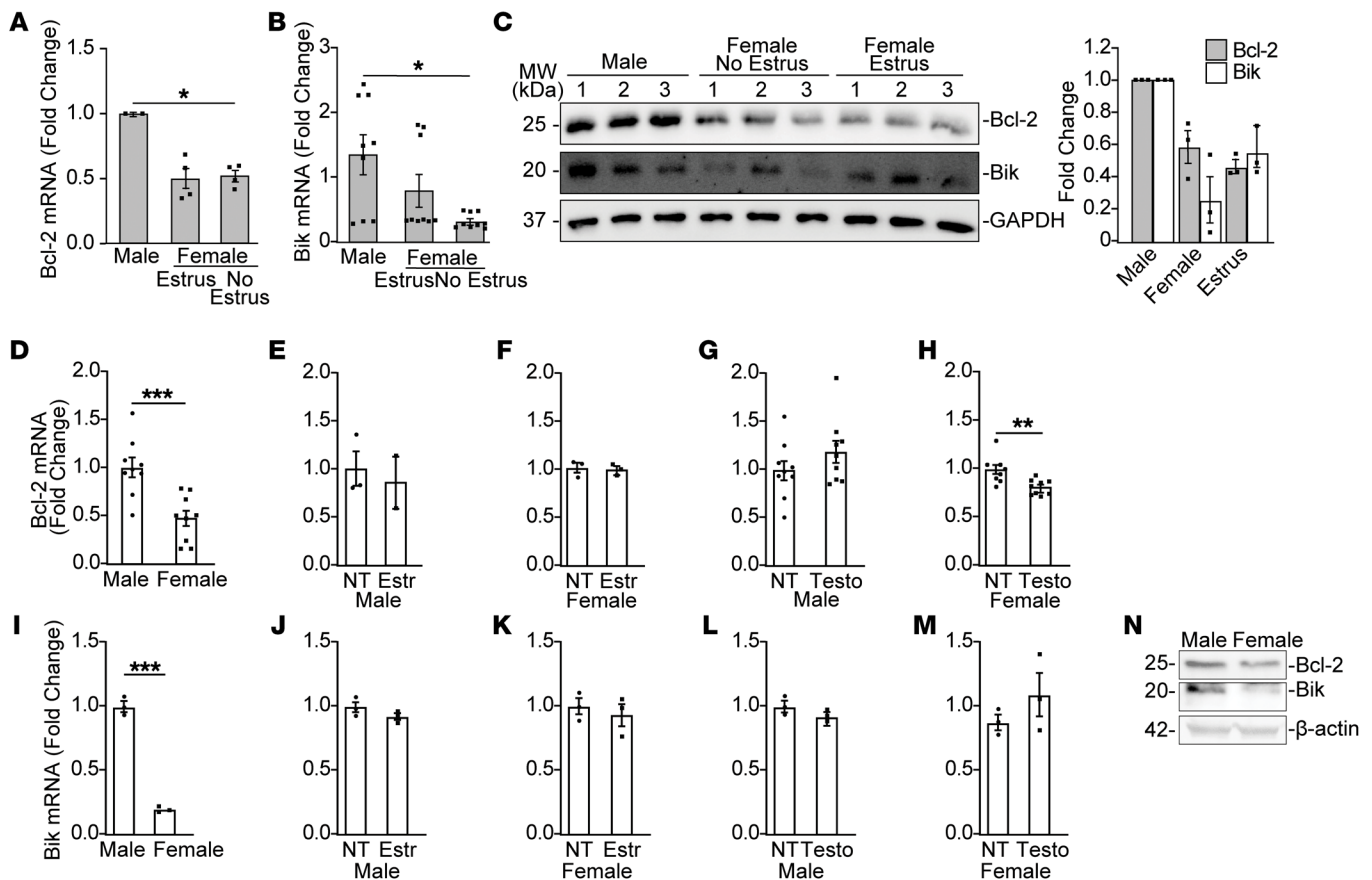 A
Bcl-2 mRNA (Fold Change)
1.5
1.0
0.5
0.0
*
Male
Female
Estrus
No
Estrus
B
Bik mRNA (Fold Change)
3
2
1
0
*
Male
Female
Estrus No Estrus
C
MW
(kDa)
Male
Female
No Estrus
Female
Estrus
1 2 3 1 2 3 1 2 3
25 -Bcl-2
20 -Bik
37 -GAPDH
Fold Change
1.2
1.0
0.8
0.6
0.4
0.2
0
Bcl-2
Bik
Male
Female
Estrus
D
Bcl-2 mRNA
(Fold Change)
2.0
1.5
1.0
0.5
0.0
***
Male Female
E
2.0
1.5
1.0
0.5
0.0
NT Estr
Male
F
2.0
1.5
1.0
0.5
0.0
NT Estr
Female
G
2.0
1.5
1.0
0.5
0.0
NT Testo
Male
H
2.0
1.5
1.0
0.5
0.0
**
NT Testo
Female
I
Bik mRNA (Fold Change)
1.5
1.0
0.5
0.0
***
Male Female
J
1.5
1.0
0.5
0.0
NT Estr
Male
K
1.5
1.0
0.5
0.0
NT Estr
Female
L
1.5
1.0
0.5
0.0
NT Testo
Male
M
1.5
1.0
0.5
0.0
NT Testo
Female
N
Male Female
25- -Bcl-2
20- -Bik
42- -β-actin